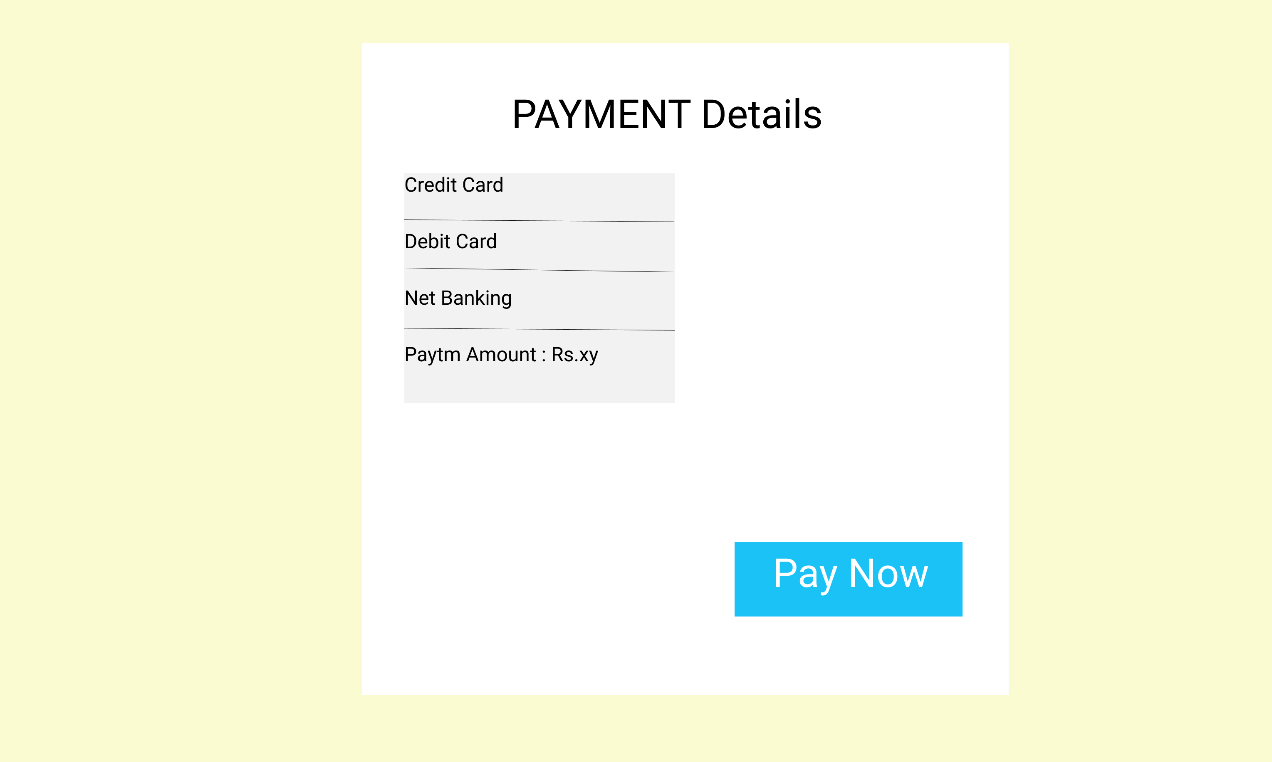 PAYMENT Details
Credit Card
Debit Card
Net Banking
Paytm Amount : Rs.xy
Pay Now